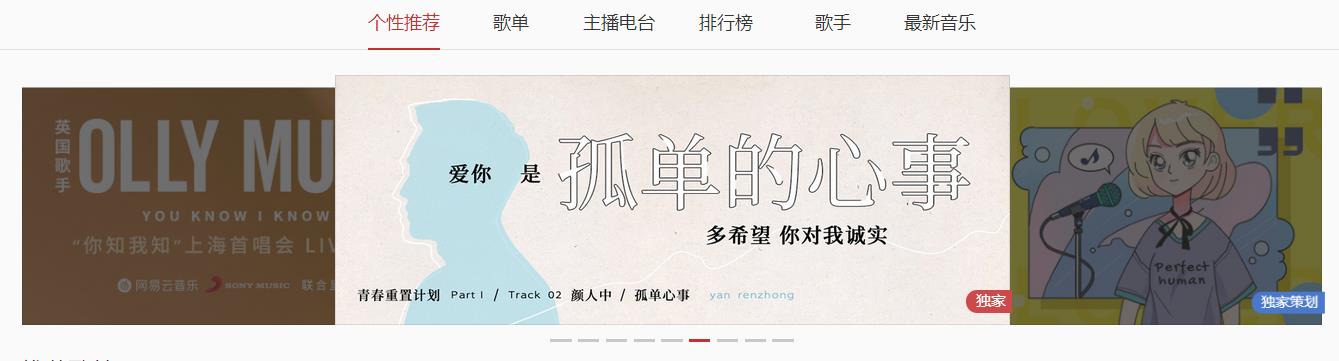 个性推荐 歌单 主播电台 排行榜 歌手 最新音乐
英国歌手
OLLY MU
YOU KNOW I KNOW
“你知我知”上海首唱会 LIV
网易云音乐 SONY MUSIC 联合
爱你 是 孤单的心事
多希望 你对我诚实
青春重置计划 Part I / Track 02 颜人中 / 孤单心事 yan renzhong
独家
Perfect
human
独家策划